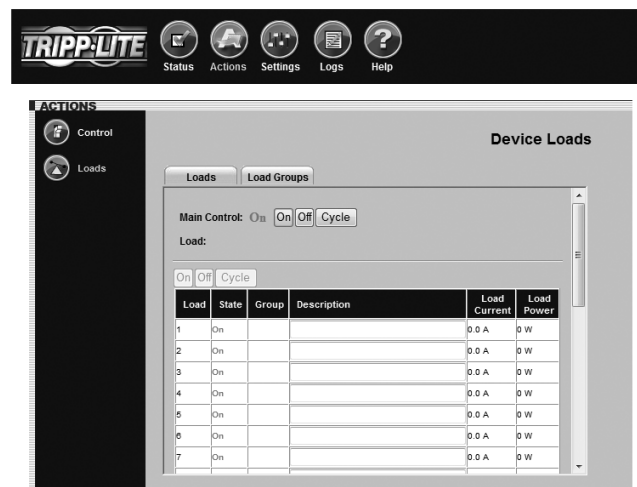 TRIPP·LITE
Status Actions Settings Logs Help
ACTIONS
Control
Loads
Device Loads
Loads Load Groups
Main Control: On On Off Cycle
Load:
On Off Cycle
Load State Group Description Load Current Load Power
1 On 0.0 A 0 W
2 On 0.0 A 0 W
3 On 0.0 A 0 W
4 On 0.0 A 0 W
5 On 0.0 A 0 W
6 On 0.0 A 0 W
7 On 0.0 A 0 W